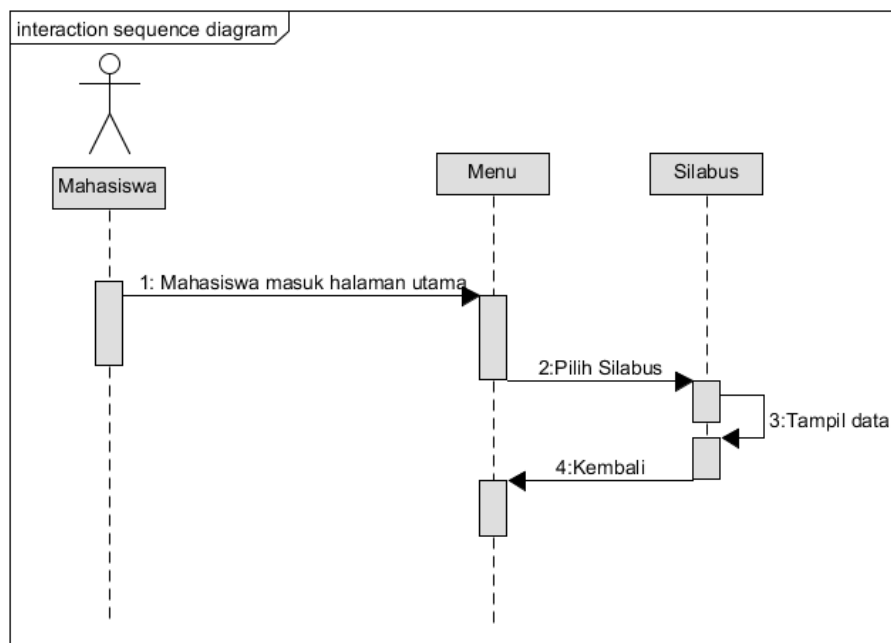 interaction sequence diagram
Mahasiswa
Menu
Silabus
1: Mahasiswa masuk halaman utama
2:Pilih Silabus
3:Tampil data
4:Kembali